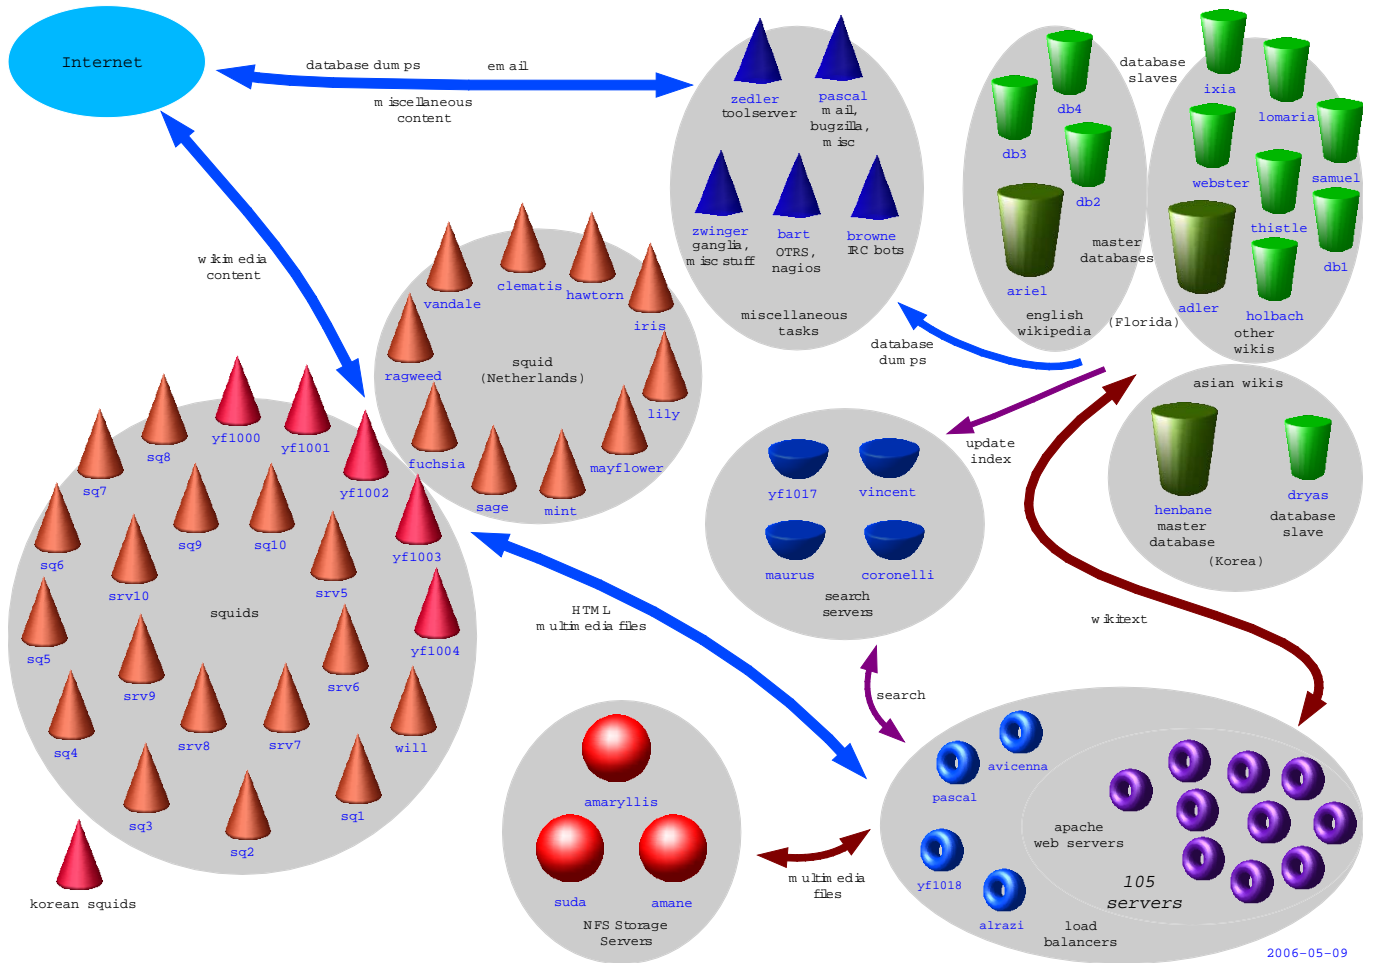 Internet
database dumps
email
miscellaneous
content
wikimedia
content
zedler
toolserver
pascal
mail,
bugzilla,
misc
zwinger
ganglia,
misc stuff
bart
OTRS,
nagios
browne
IRC bots
miscellaneous
tasks
db4
db3
db2
ariel
english
wikipedia
database
slaves
master
databases
(Florida)
ixia
lomaria
webster
samuel
thistle
db1
adler
holbach
other
wikis
database
dumps
update
index
asian wikis
henbane
master
database
dryas
database
slave
(Korea)
vandale
clematis
hawtorn
iris
ragweed
squid
(Netherlands)
lily
fuchsia
mayflower
sage
mint
yf1000
yf1001
sq8
yf1002
sq7
sq9
sq10
yf1003
sq6
srv10
srv5
squids
yf1004
sq5
srv9
srv6
sq4
srv8
srv7
will
sq3
sq1
sq2
korean squids
HTML
multimedia files
yf1017
vincent
maurus
coronelli
search
servers
search
wikitext
amaryllis
suda
amane
NFS Storage
Servers
multimedia
files
avicenna
pascal
yf1018
alrazi
load
balancers
apache
web servers
105
servers
2006-05-09